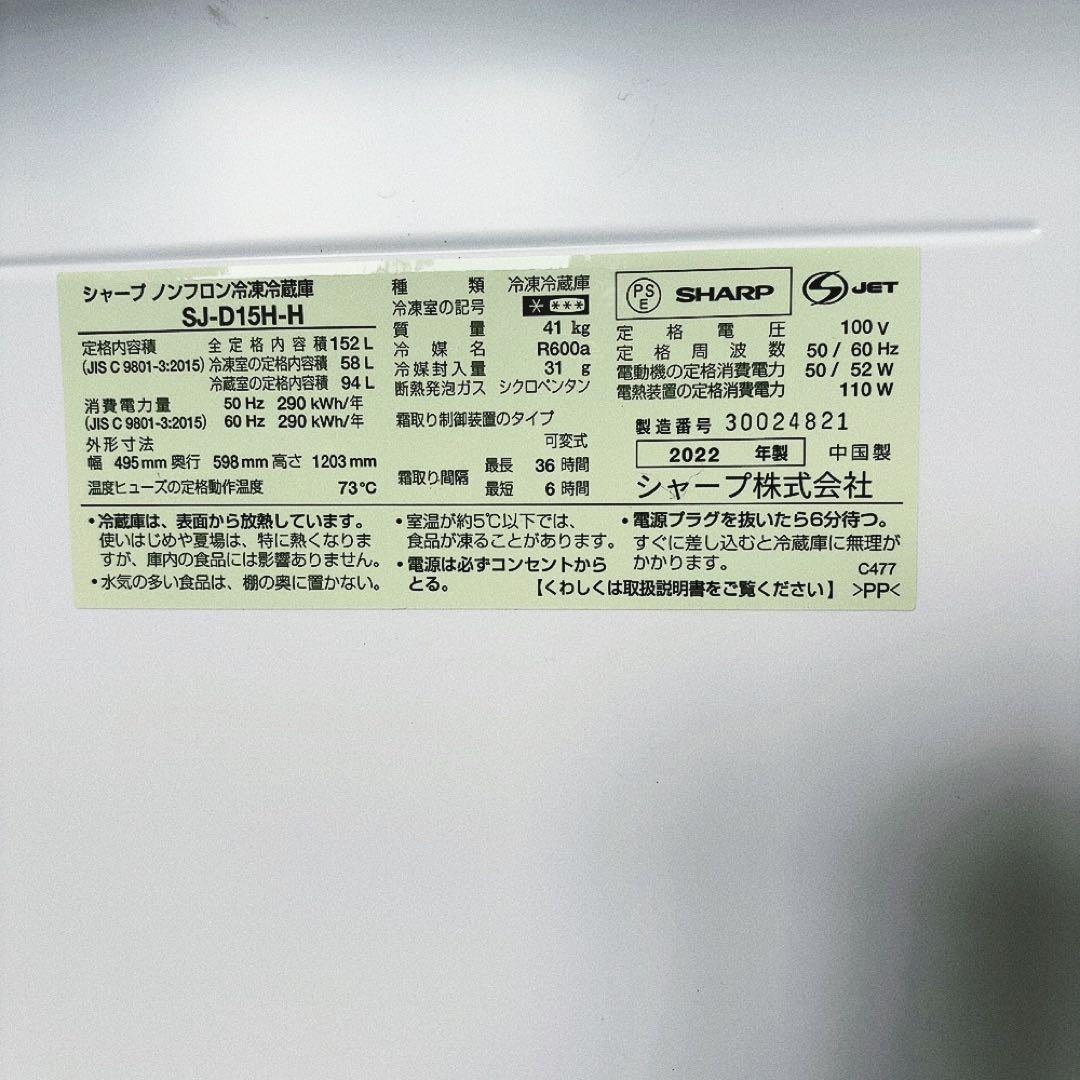 シャープ ノンフロン冷凍冷蔵庫
SJ-D15H-H
定格内容積 全定格内容積 152 L
(JIS C 9801-3:2015) 冷凍室の定格内容積 58 L
冷蔵室の定格内容積 94 L
消費電力量 50 Hz 290 kWh/年
(JIS C 9801-3:2015) 60 Hz 290 kWh/年
外形寸法
幅 495 mm 奥行 598 mm 高さ 1203 mm
温度ヒューズの定格動作温度 73℃
種類 冷凍冷蔵庫
冷凍室の記号 * ***
質量 41 kg
冷媒名 R600a
冷媒封入量 31 g
断熱発泡ガス シクロペンタン
霜取り制御装置のタイプ
可変式
霜取り間隔 最長 36 時間
最短 6 時間
PS
E
SHARP
JET
定格電圧 100 V
定格周波数 50 / 60 Hz
電動機の定格消費電力 50 / 52 W
電熱装置の定格消費電力 110 W
製造番号 30024821
2022 年製 中国製
シャープ株式会社
・冷蔵庫は、表面から放熱しています。
使いはじめや夏場は、特に熱くなりま
すが、庫内の食品には影響ありません。
・水気の多い食品は、棚の奥に置かない。
・室温が約5℃以下では、
食品が凍ることがあります。
・電源は必ずコンセントから
とる。
・電源プラグを抜いたら6分待つ。
すぐに差し込むと冷蔵庫に無理が
かかります。 C477
【くわしくは取扱説明書をご覧ください】 >PP<